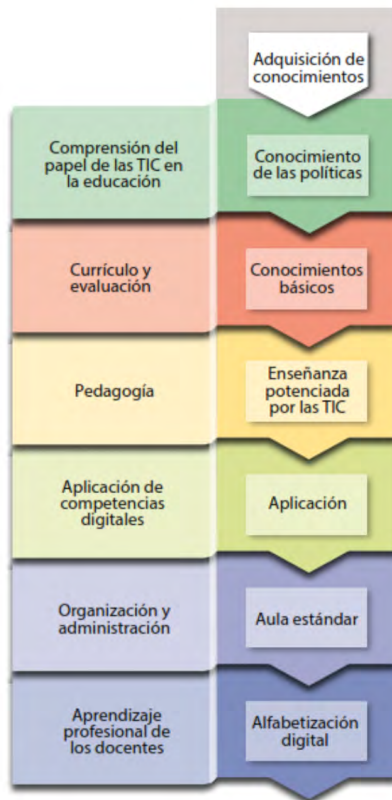 Adquisición de
conocimientos
Comprensión del
papel de las TIC en
la educación
Conocimiento
de las políticas
Currículo y
evaluación
Conocimientos
básicos
Pedagogía
Enseñanza
potenciada
por las TIC
Aplicación de
competencias
digitales
Aplicación
Organización y
administración
Aula estándar
Aprendizaje
profesional de
los docentes
Alfabetización
digital